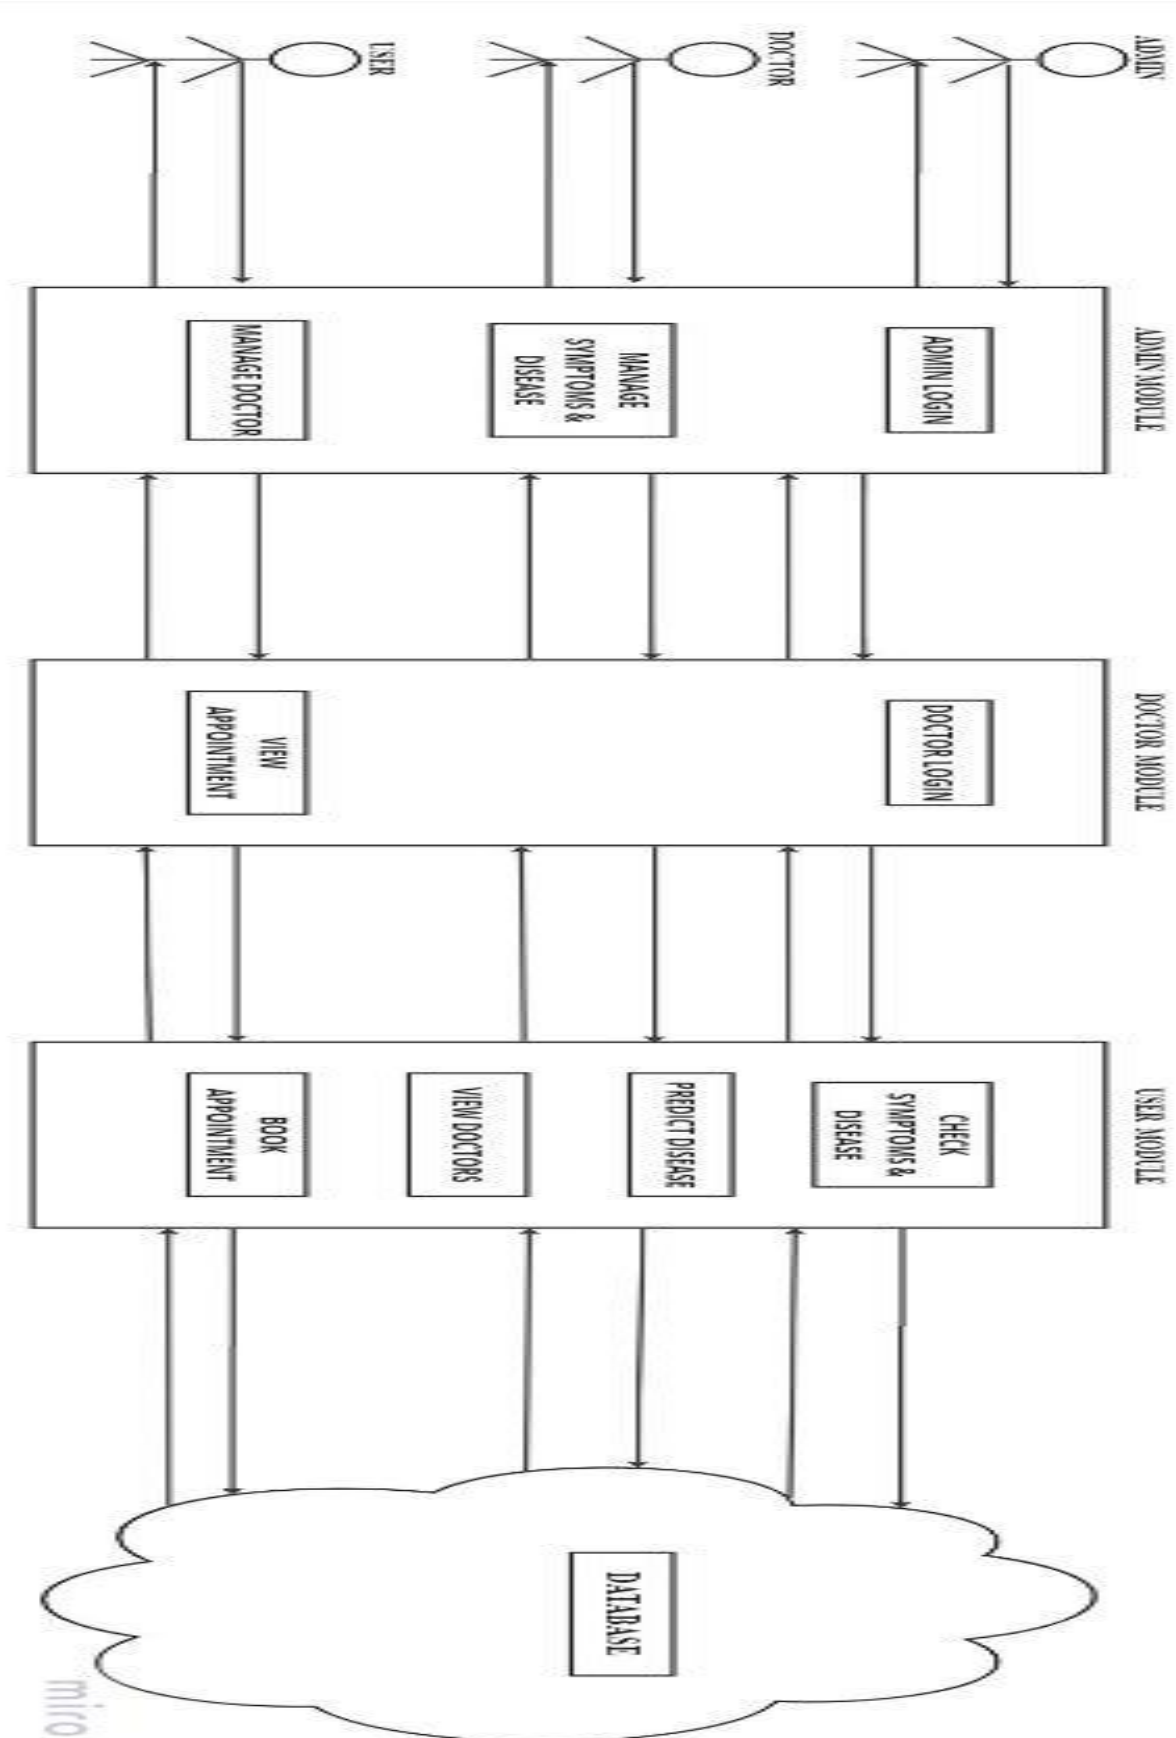 ADMIN
DOCTOR
USER
ADMIN MODULE
ADMIN LOGIN
MANAGE
SYMPTOMS &
DISEASE
MANAGE DOCTOR
DOCTOR MODULE
DOCTOR LOGIN
VIEW
APPOINTMENT
USER MODULE
CHECK
SYMPTOMS &
DISEASE
PREDICT DISEASE
VIEW DOCTORS
BOOK
APPOINTMENT
DATABASE
miro